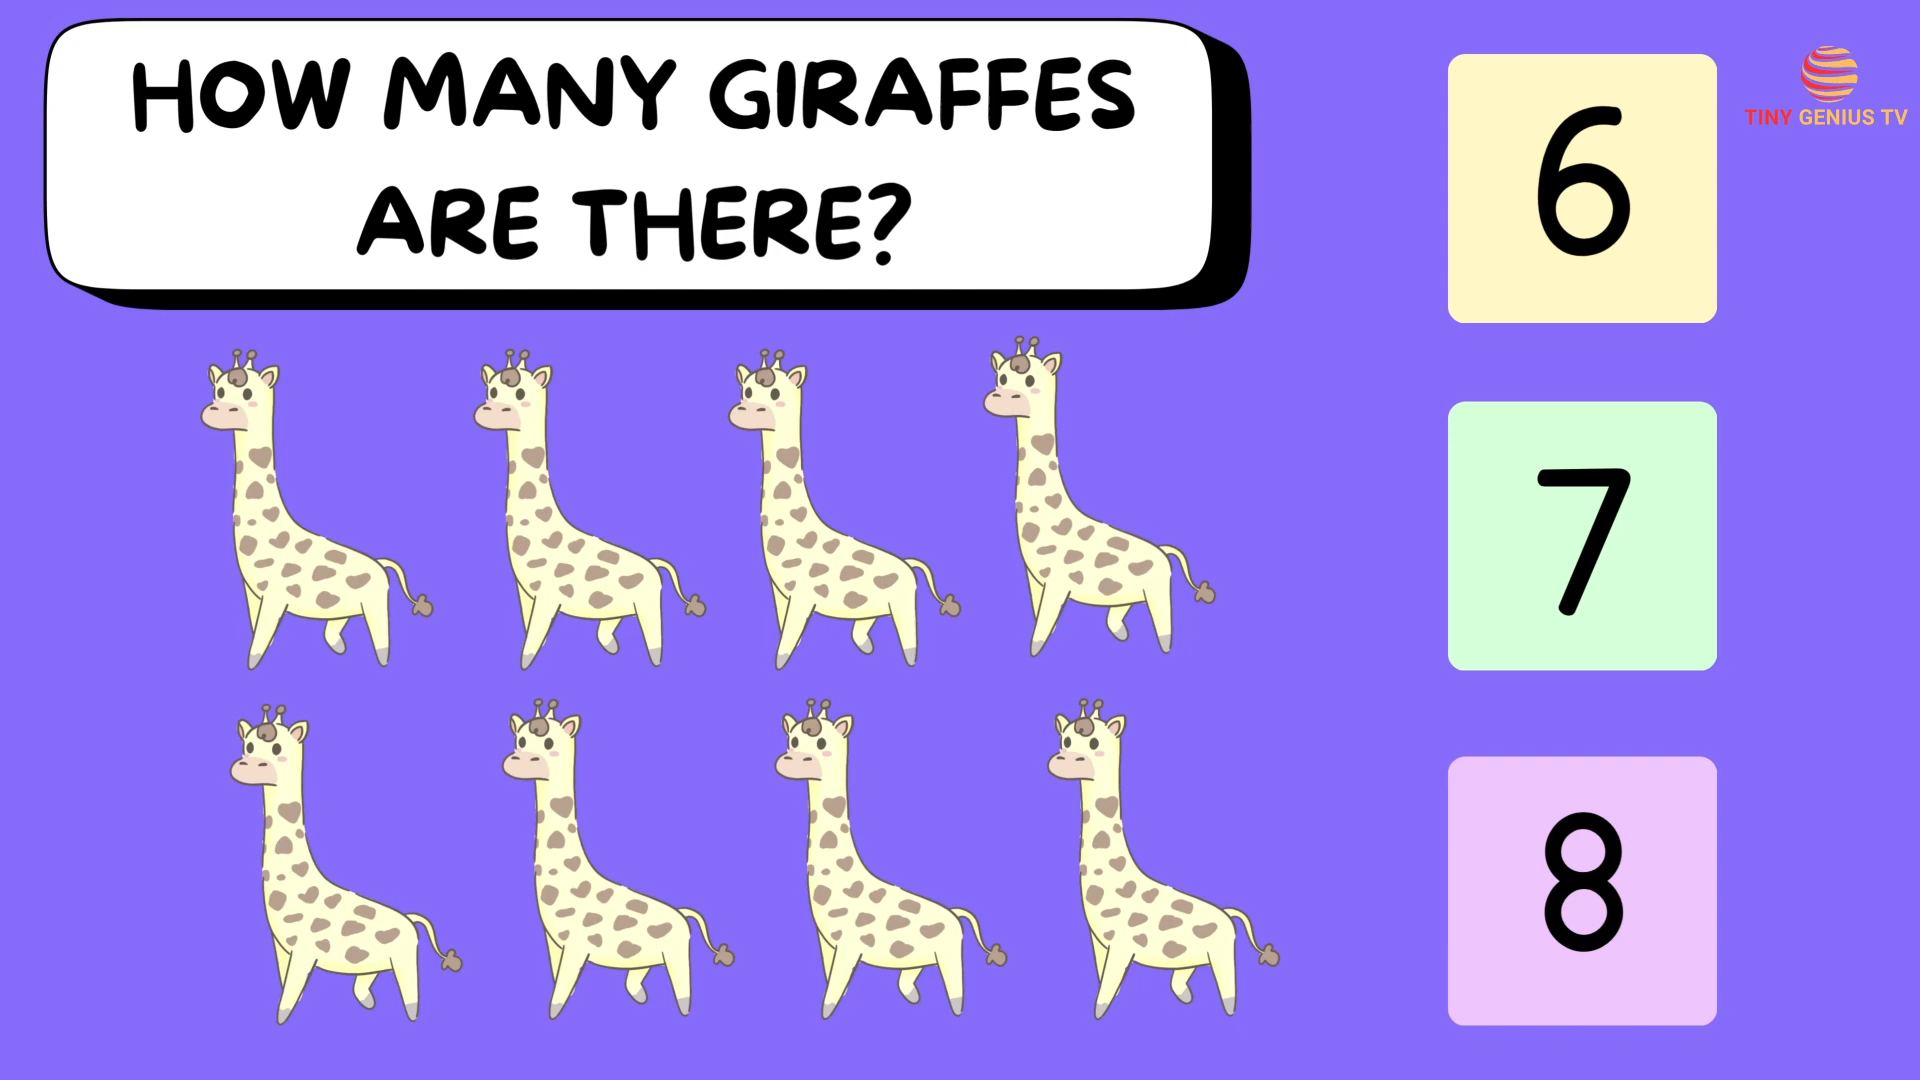 HOW MANY GIRAFFES
ARE THERE?
6
TINY GENIUS TV
7
8